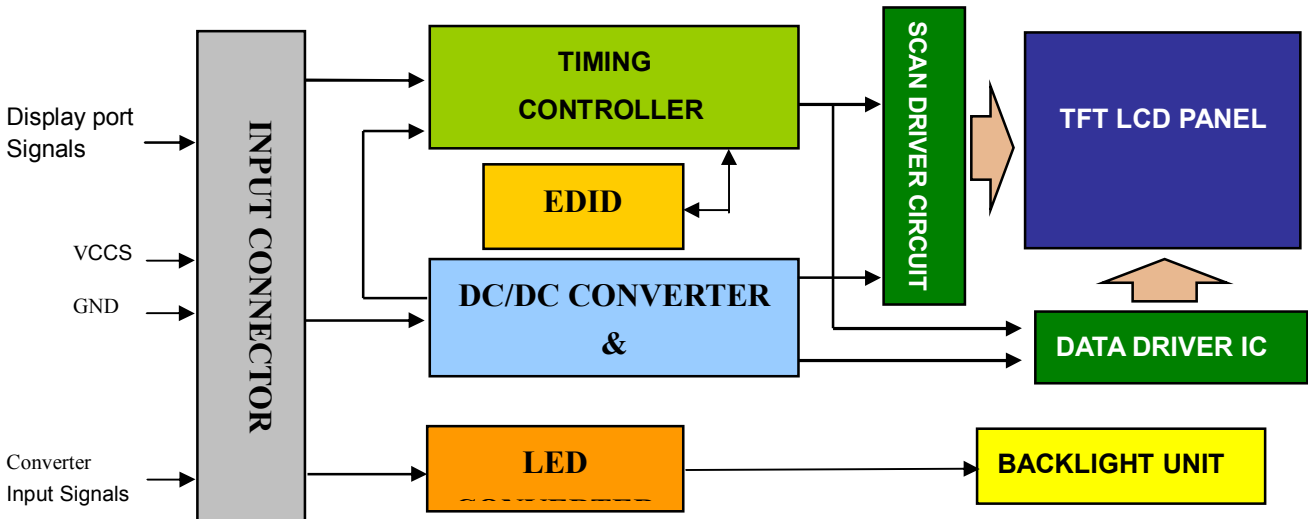 Display port
Signals
VCCS
GND
Converter
Input Signals
INPUT CONNECTOR
TIMING
CONTROLLER
EDID
DC/DC CONVERTER
&
LED
CONVERTER
SCAN DRIVER CIRCUIT
TFT LCD PANEL
DATA DRIVER IC
BACKLIGHT UNIT